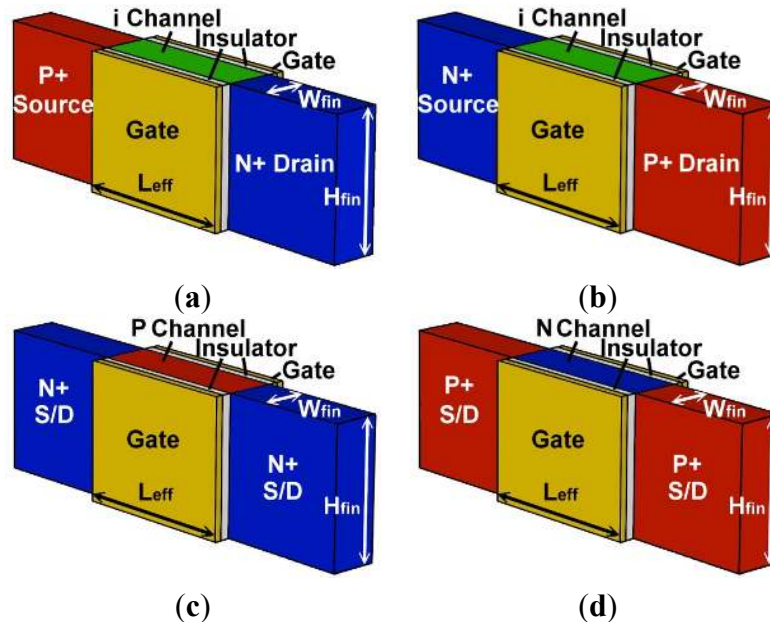 i Channel
Insulator
Gate
P+
Source
Wfin
Gate
N+ Drain
Leff
Hfin
(a)
i Channel
Insulator
Gate
N+
Source
Wfin
Gate
P+ Drain
Leff
Hfin
(b)
P Channel
Insulator
Gate
N+
S/D
Wfin
Gate
N+
S/D
Leff
Hfin
(c)
N Channel
Insulator
Gate
P+
S/D
Wfin
Gate
P+
S/D
Leff
Hfin
(d)